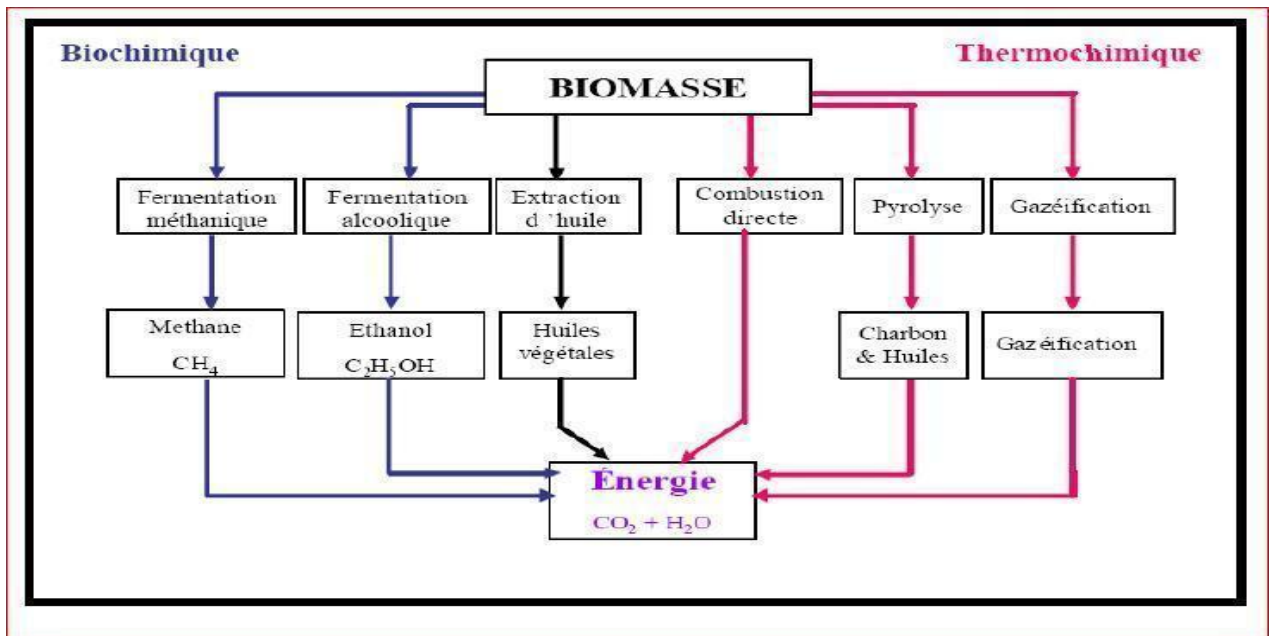 Biochimique
Thermochimique
BIOMASSE
Fermentation
méthanique
Fermentation
alcoolique
Extraction
d 'huile
Combustion
directe
Pyrolyse
Gazéification
Methane
CH₄
Ethanol
C₂H₅OH
Huiles
végétales
Charbon
& Huiles
Gazéification
Énergie
CO₂ + H₂O